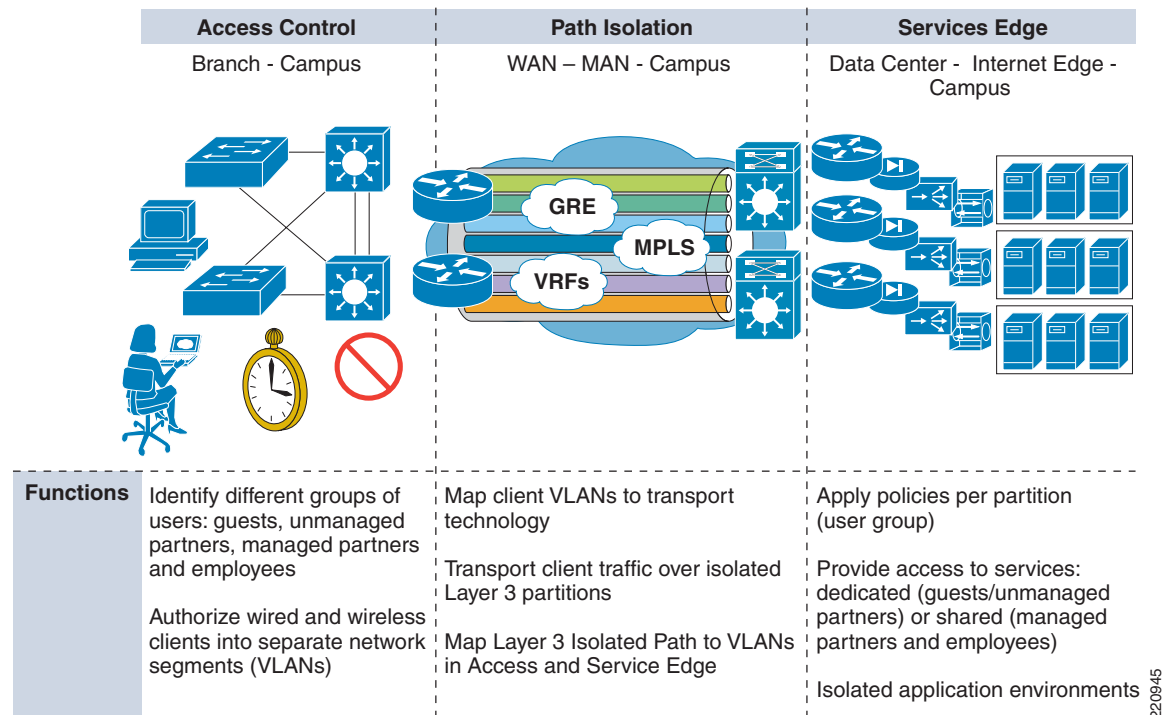 Access Control
Path Isolation
Services Edge
Branch - Campus
WAN – MAN - Campus
Data Center - Internet Edge -
Campus
GRE
MPLS
VRFs
Functions
Identify different groups of
users: guests, unmanaged
partners, managed partners
and employees
Authorize wired and wireless
clients into separate network
segments (VLANs)
Map client VLANs to transport
technology
Transport client traffic over isolated
Layer 3 partitions
Map Layer 3 Isolated Path to VLANs
in Access and Service Edge
Apply policies per partition
(user group)
Provide access to services:
dedicated (guests/unmanaged
partners) or shared (managed
partners and employees)
Isolated application environments
220945